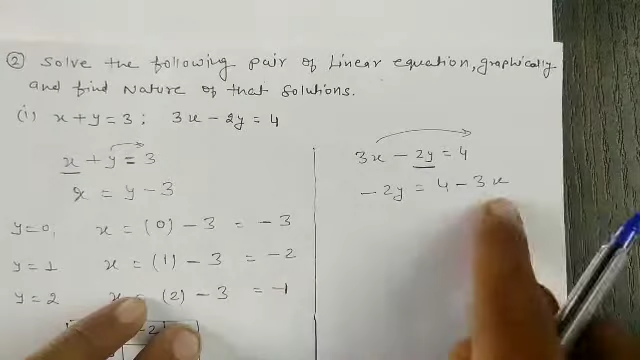 ② Solve the following pair of Linear equation, graphically
and find Nature of that Solutions.
(i) x + y = 3 ; 3x - 2y = 4
x + y = 3
x = y - 3
y=0, x = (0) - 3 = -3
y=1 x = (1) - 3 = -2
y=2 x = (2) - 3 = -1
-2
3x - 2y = 4
-2y = 4 - 3x